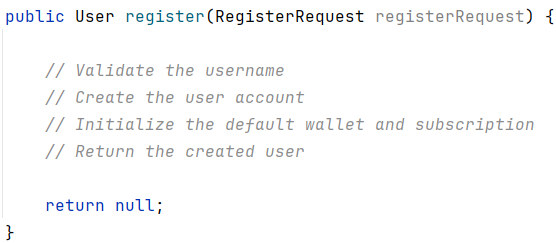 public User register(RegisterRequest registerRequest) {
// Validate the username
// Create the user account
// Initialize the default wallet and subscription
// Return the created user
return null;
}